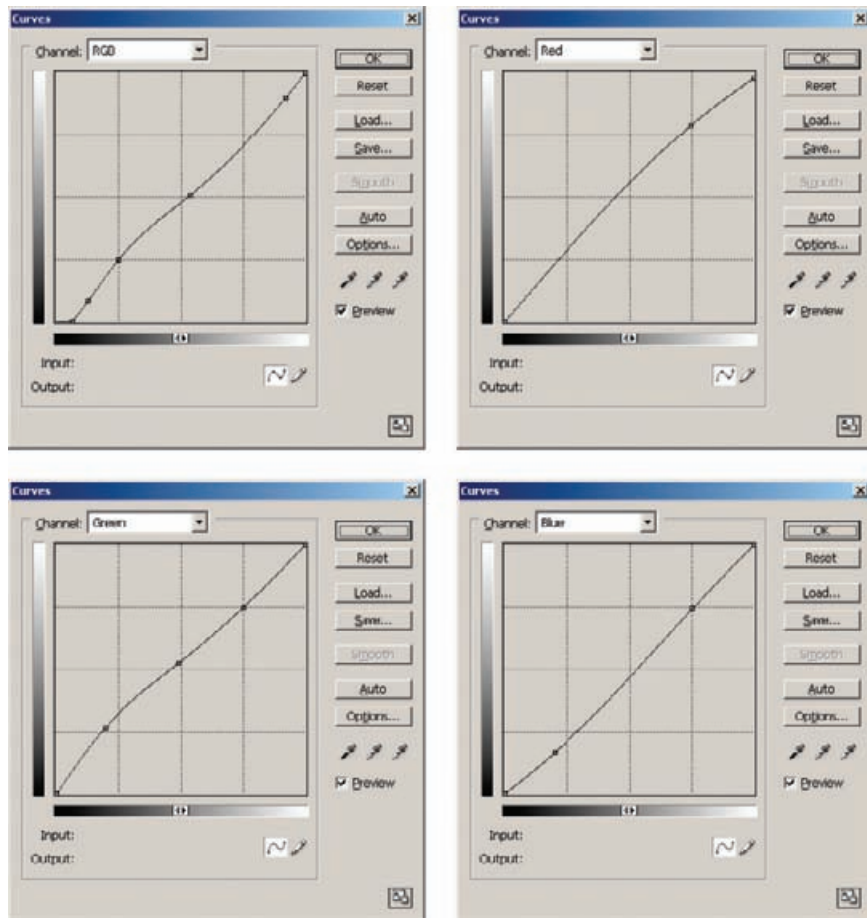 Curves
Channel: RGB
OK
Reset
Load...
Save...
Smooth
Auto
Options...
Preview
Input:
Output:
Curves
Channel: Red
OK
Reset
Load...
Save...
Smooth
Auto
Options...
Preview
Input:
Output:
Curves
Channel: Green
OK
Reset
Load...
Save...
Smooth
Auto
Options...
Preview
Input:
Output:
Curves
Channel: Blue
OK
Reset
Load...
Save...
Smooth
Auto
Options...
Preview
Input:
Output: